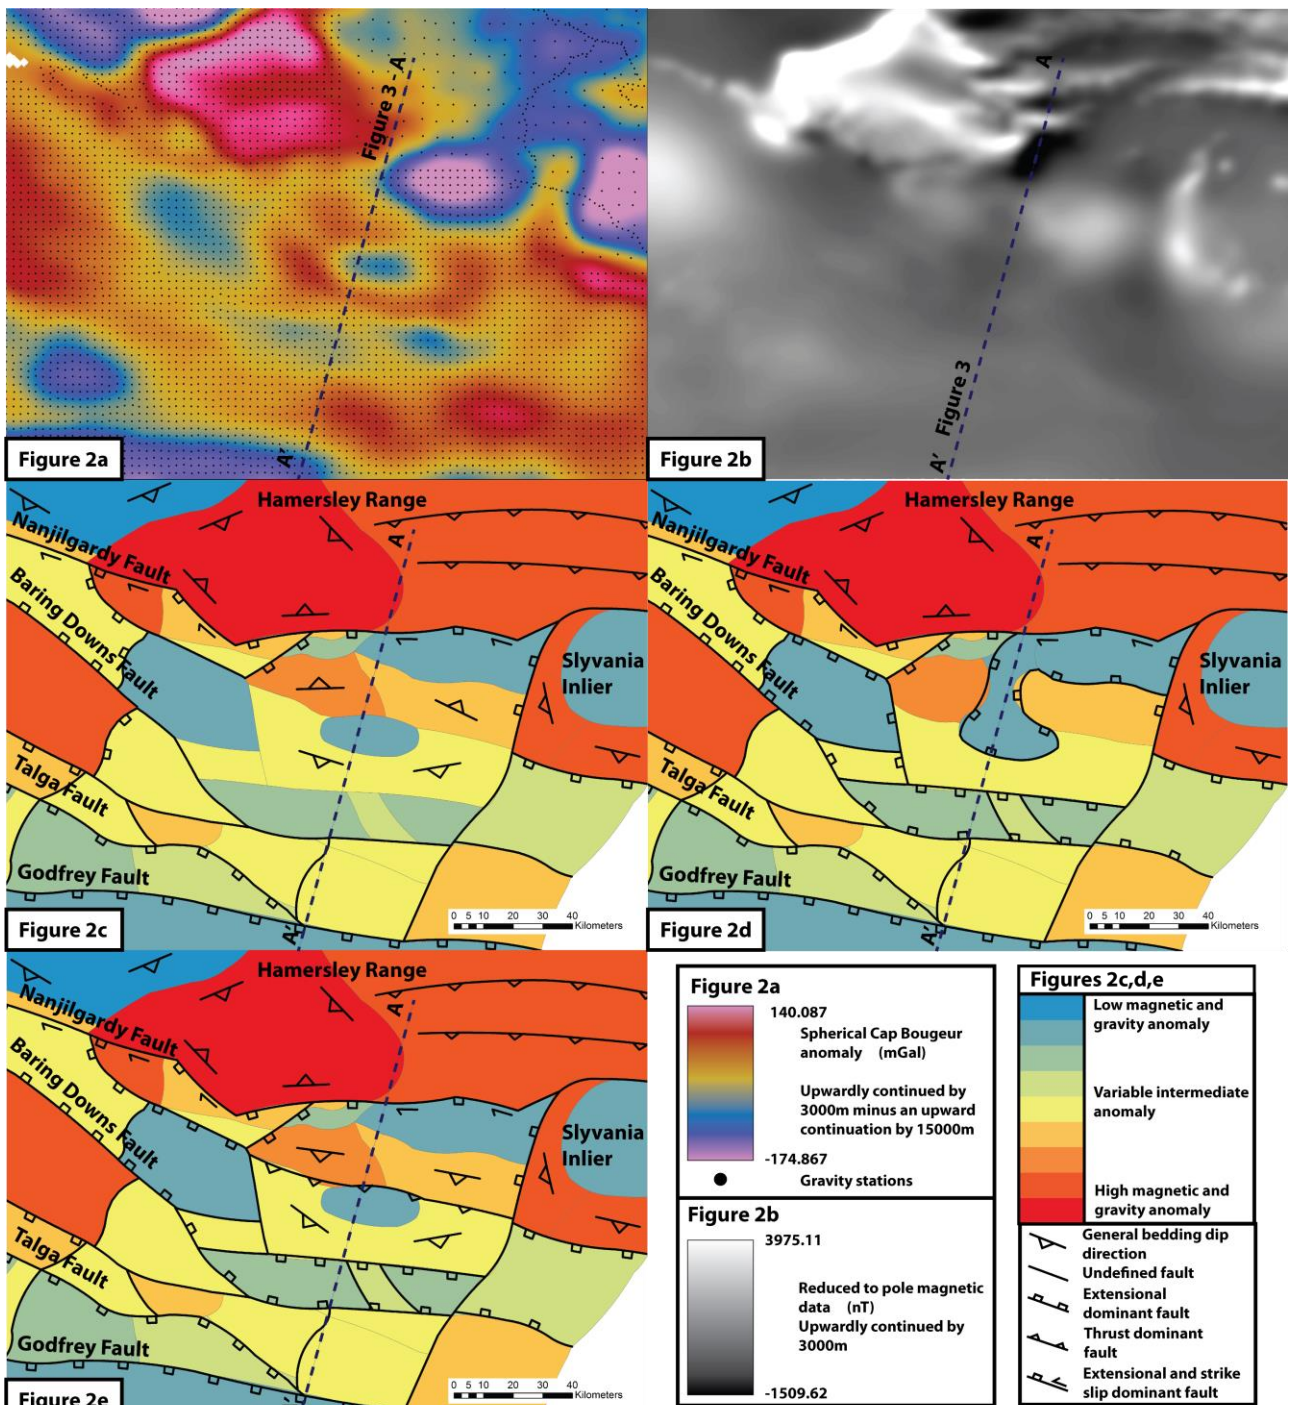 Figure 3 - A
A'
Figure 2a
A
A' Figure 3
Figure 2b
Hamersley Range
Nanjilgardy Fault
A
Baring Downs Fault
Slyvania
Inlier
Talga Fault
Godfrey Fault
A'
0 5 10 20 30 40
Kilometers
Figure 2c
Hamersley Range
Nanjilgardy Fault
A
Baring Downs Fault
Slyvania
Inlier
Talga Fault
Godfrey Fault
A'
0 5 10 20 30 40
Kilometers
Figure 2d
Hamersley Range
Nanjilgardy Fault
A
Baring Downs Fault
Slyvania
Inlier
Talga Fault
Godfrey Fault
0 5 10 20 30 40
Kilometers
Figure 2e
Figure 2a
140.087
Spherical Cap Bougeur
anomaly (mGal)
Upwardly continued by
3000m minus an upward
continuation by 15000m
-174.867
Gravity stations
Figure 2b
3975.11
Reduced to pole magnetic
data (nT)
Upwardly continued by
3000m
-1509.62
Figures 2c,d,e
Low magnetic and
gravity anomaly
Variable intermediate
anomaly
High magnetic and
gravity anomaly
General bedding dip
direction
Undefined fault
Extensional
dominant fault
Thrust dominant
fault
Extensional and strike
slip dominant fault